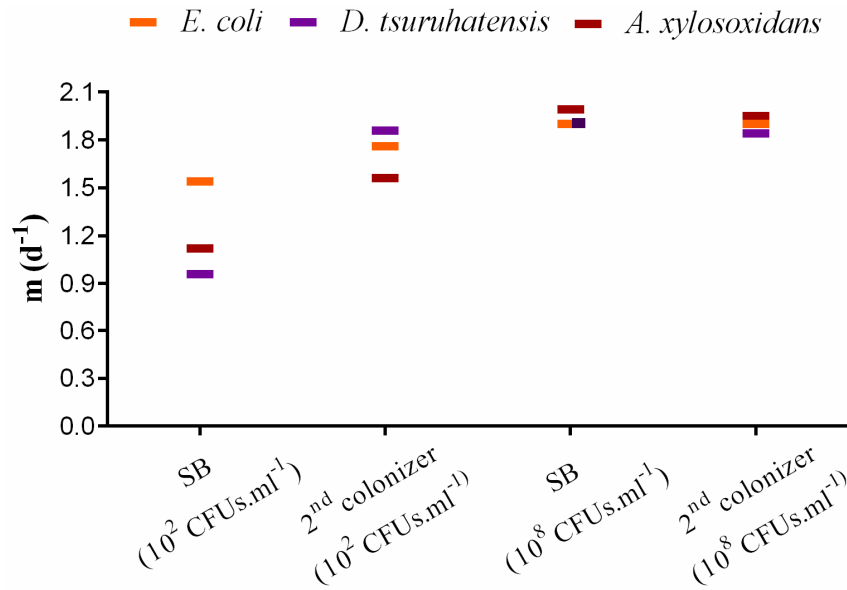 E. coli D. tsuruhatensis A. xylosoxidans
m (d⁻¹)
2.1
1.8
1.5
1.2
0.9
0.6
0.3
0.0
SB
(10² CFUs.ml⁻¹)
2ⁿᵈ colonizer
(10² CFUs.ml⁻¹)
SB
(10⁸ CFUs.ml⁻¹)
2ⁿᵈ colonizer
(10⁸ CFUs.ml⁻¹)